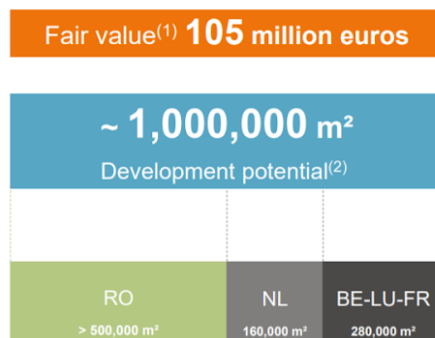 Fair value(1) 105 million euros
~ 1,000,000 m²
Development potential(2)
RO NL BE-LU-FR
> 500,000 m² 160,000 m² 280,000 m²